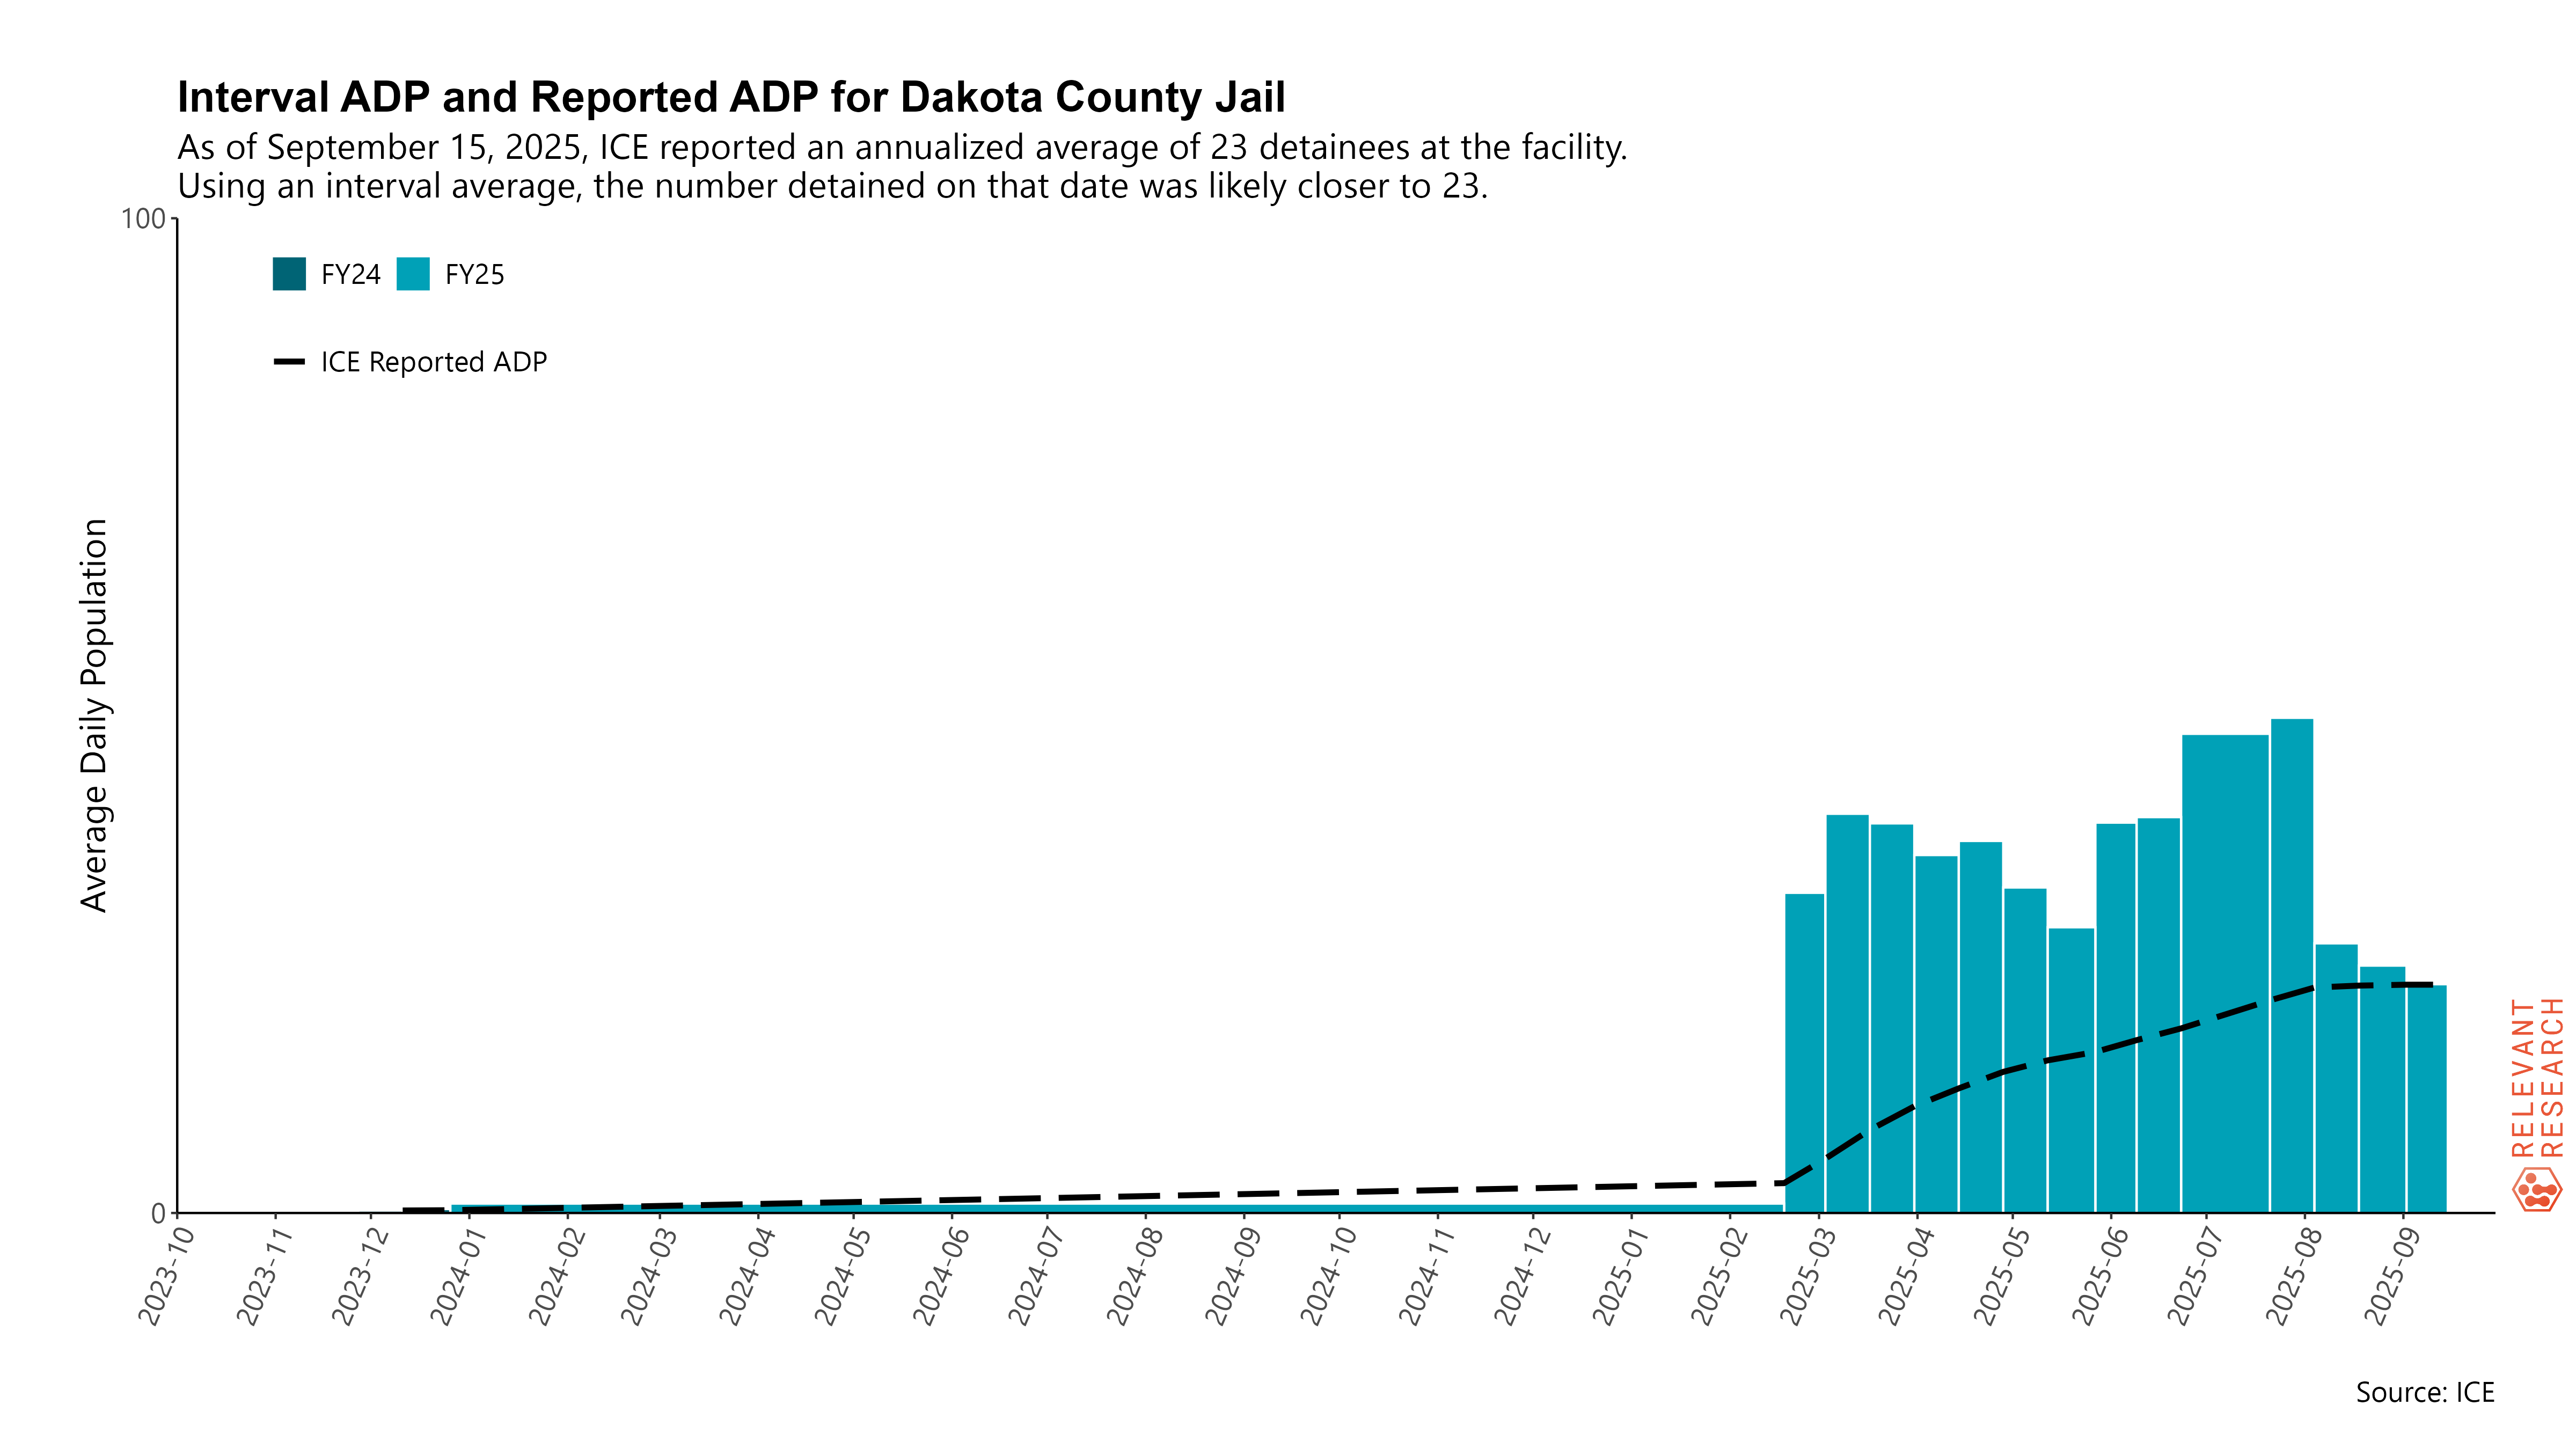 Interval ADP and Reported ADP for Dakota County Jail
As of September 15, 2025, ICE reported an annualized average of 23 detainees at the facility.
Using an interval average, the number detained on that date was likely closer to 23.
100
FY24 FY25
ICE Reported ADP
Average Daily Population
0
2023-10
2023-11
2023-12
2024-01
2024-02
2024-03
2024-04
2024-05
2024-06
2024-07
2024-08
2024-09
2024-10
2024-11
2024-12
2025-01
2025-02
2025-03
2025-04
2025-05
2025-06
2025-07
2025-08
2025-09
RELEVANT
RESEARCH
Source: ICE